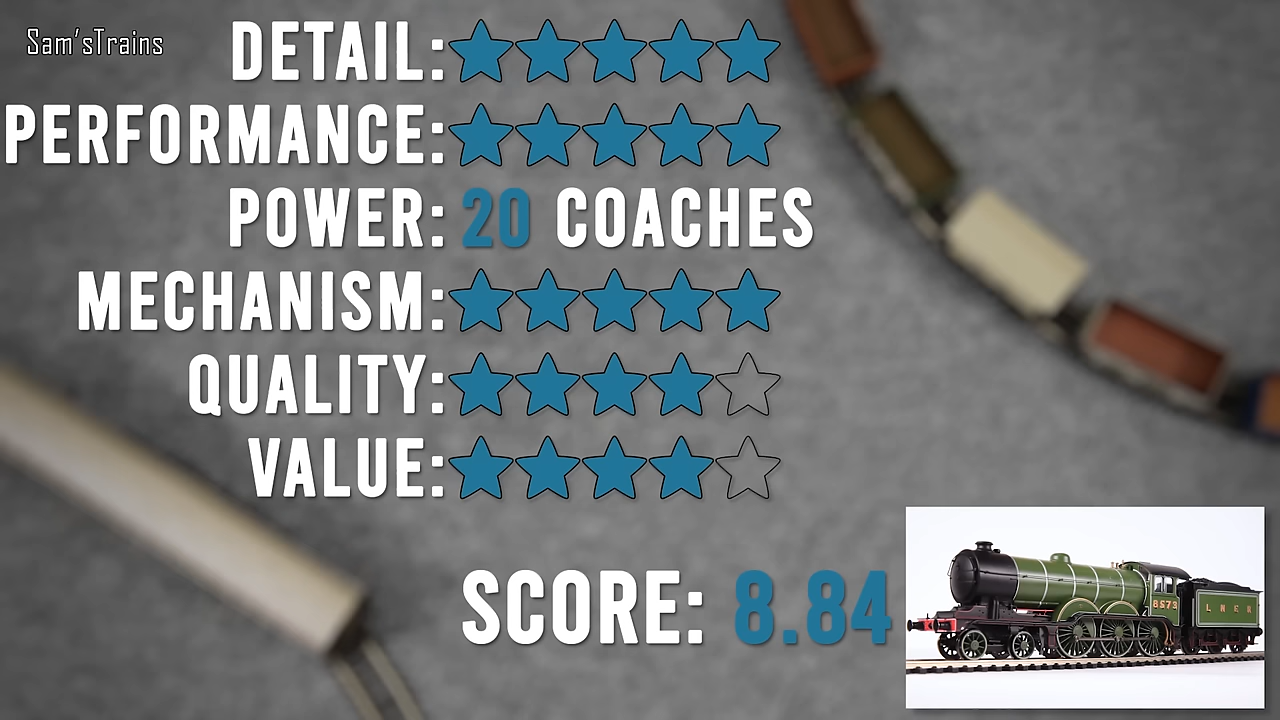 Sam'sTrains
DETAIL:
PERFORMANCE:
POWER: 20 COACHES
MECHANISM:
QUALITY:
VALUE:
SCORE: 8.84
8573
L N E R